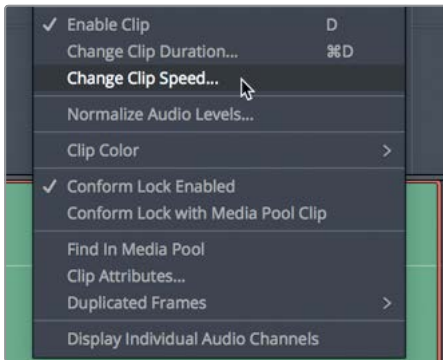 ✓ Enable Clip D
Change Clip Duration... ⌘D
Change Clip Speed...
Normalize Audio Levels...
Clip Color >
✓ Conform Lock Enabled
Conform Lock with Media Pool Clip
Find In Media Pool
Clip Attributes...
Duplicated Frames >
Display Individual Audio Channels